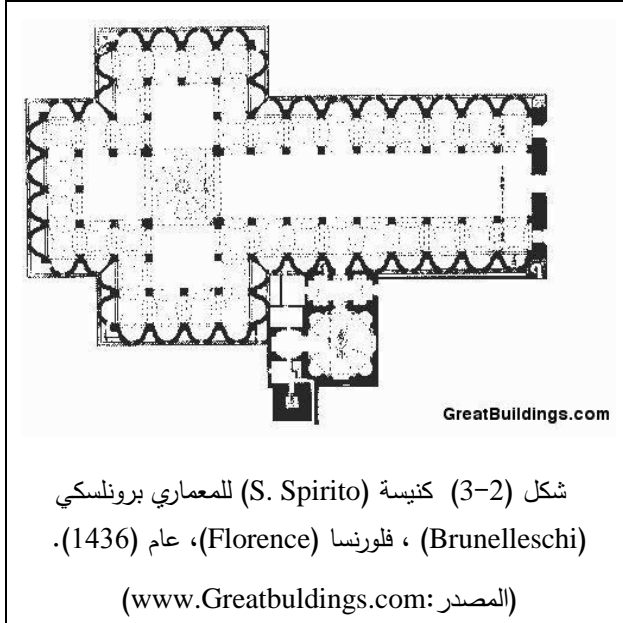 GreatBuildings.com
شكل (2-3) كنيسة (S. Spirito) للمعماري برونلسكي
(Brunelleschi) ، فلورنسا (Florence)، عام (1436).
(المصدر:www.Greatbuldings.com)